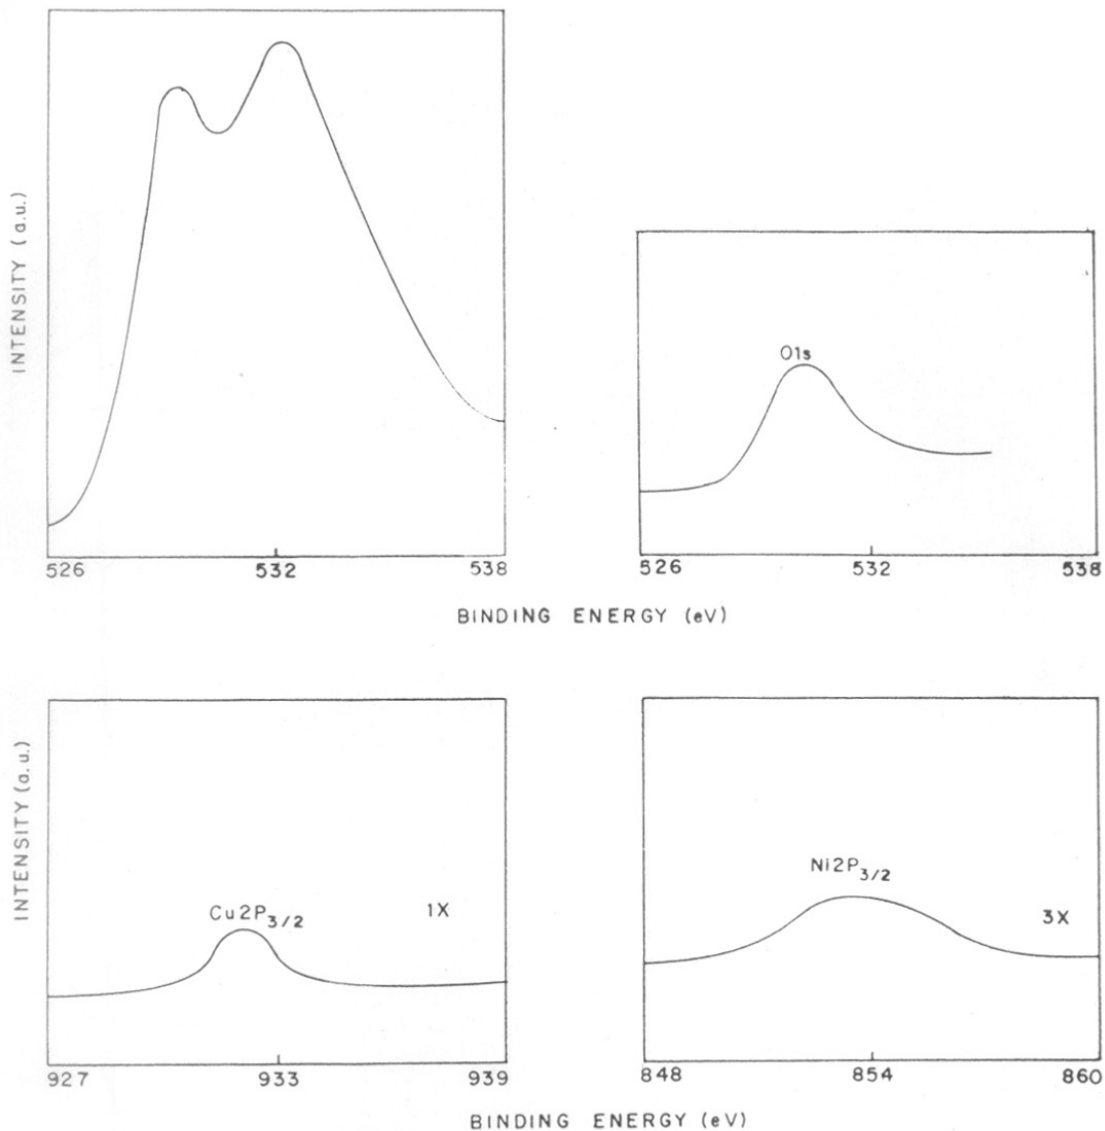 INTENSITY (a.u.)
526 532 538
O1s
526 532 538
BINDING ENERGY (eV)
INTENSITY (a.u.)
Cu2P3/2
1X
927 933 939
Ni2P3/2
3X
848 854 860
BINDING ENERGY (eV)